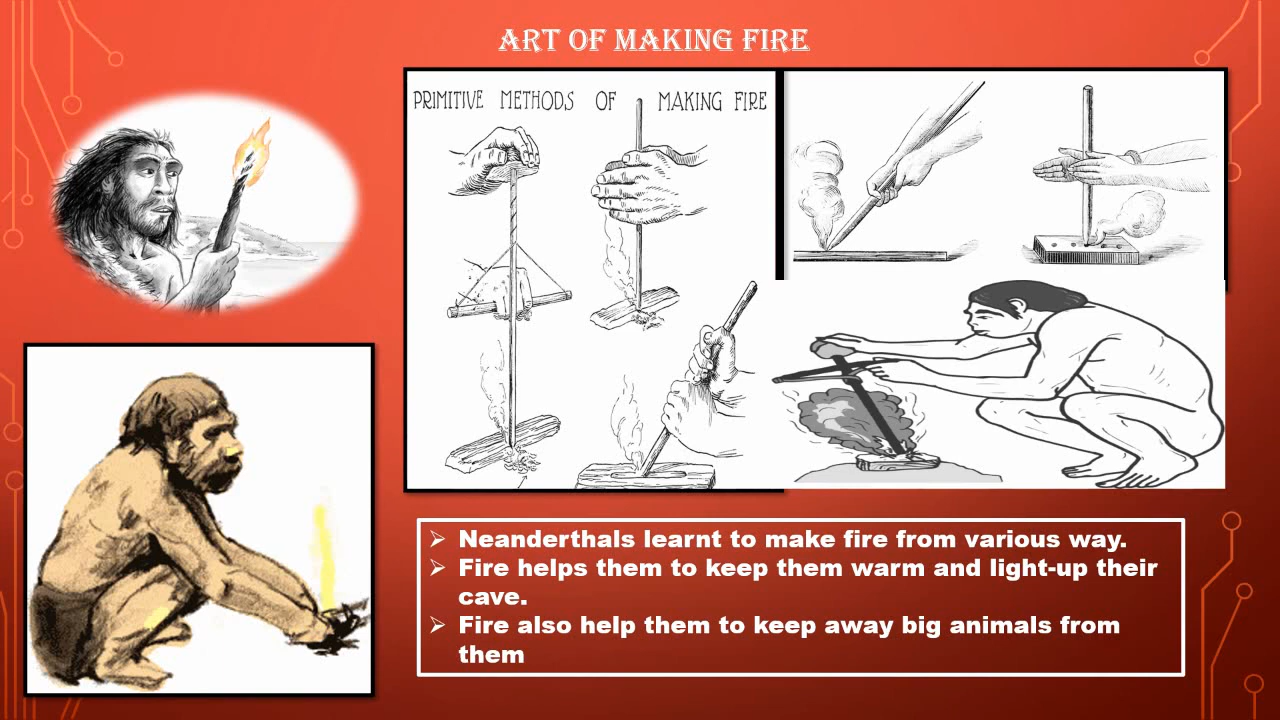 ART OF MAKING FIRE
PRIMITIVE METHODS OF MAKING FIRE
➢ Neanderthals learnt to make fire from various way.
➢ Fire helps them to keep them warm and light-up their
cave.
➢ Fire also help them to keep away big animals from
them